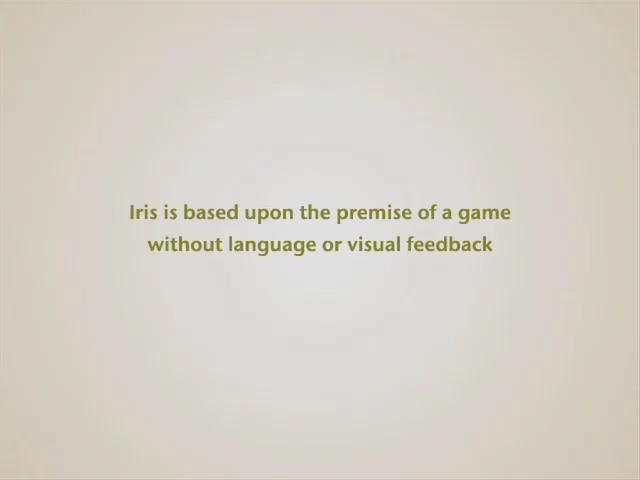 Iris is based upon the premise of a game
without language or visual feedback